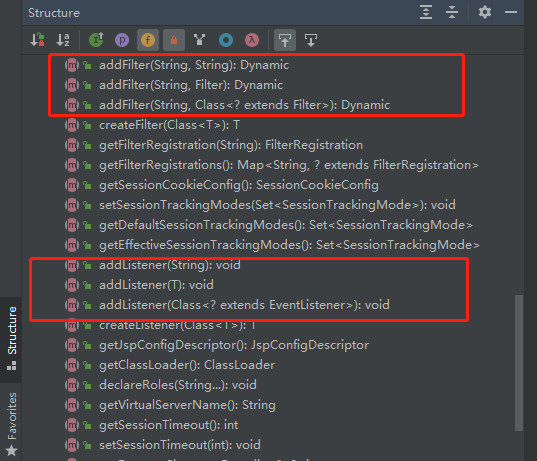 Structure
addFilter(String, String): Dynamic
addFilter(String, Filter): Dynamic
addFilter(String, Class<? extends Filter>): Dynamic
createFilter(Class<T>): T
getFilterRegistration(String): FilterRegistration
getFilterRegistrations(): Map<String, ? extends FilterRegistration>
getSessionCookieConfig(): SessionCookieConfig
setSessionTrackingModes(Set<SessionTrackingMode>): void
getDefaultSessionTrackingModes(): Set<SessionTrackingMode>
getEffectiveSessionTrackingModes(): Set<SessionTrackingMode>
addListener(String): void
addListener(T): void
addListener(Class<? extends EventListener>): void
createListener(Class<T>): T
getJspConfigDescriptor(): JspConfigDescriptor
getClassLoader(): ClassLoader
declareRoles(String...): void
getVirtualServerName(): String
getSessionTimeout(): int
setSessionTimeout(int): void
Structure
Favorites